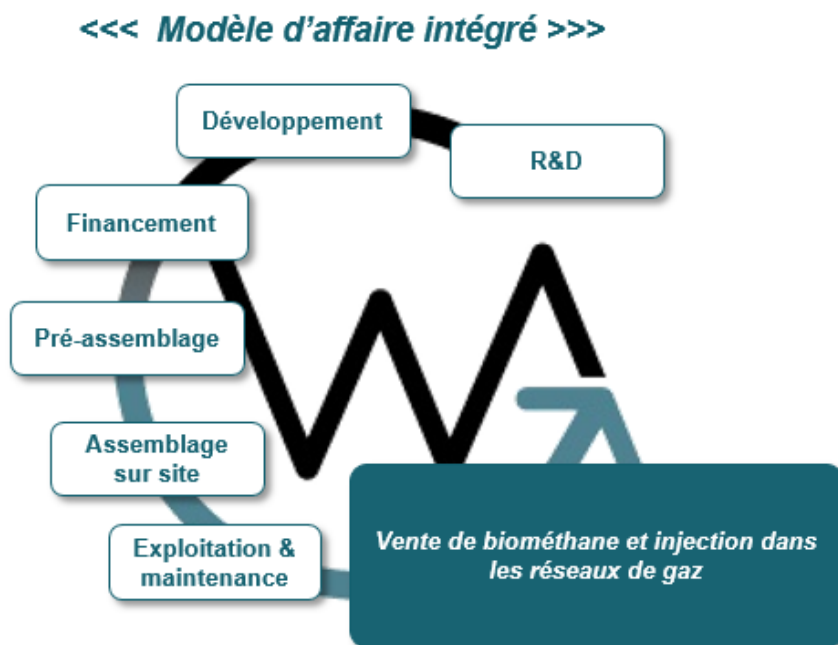 <<< Modèle d'affaire intégré >>>
R&D
Développement
Financement
Pré-assemblage
Assemblage
sur site
Exploitation &
maintenance
Vente de biométhane et injection dans
les réseaux de gaz